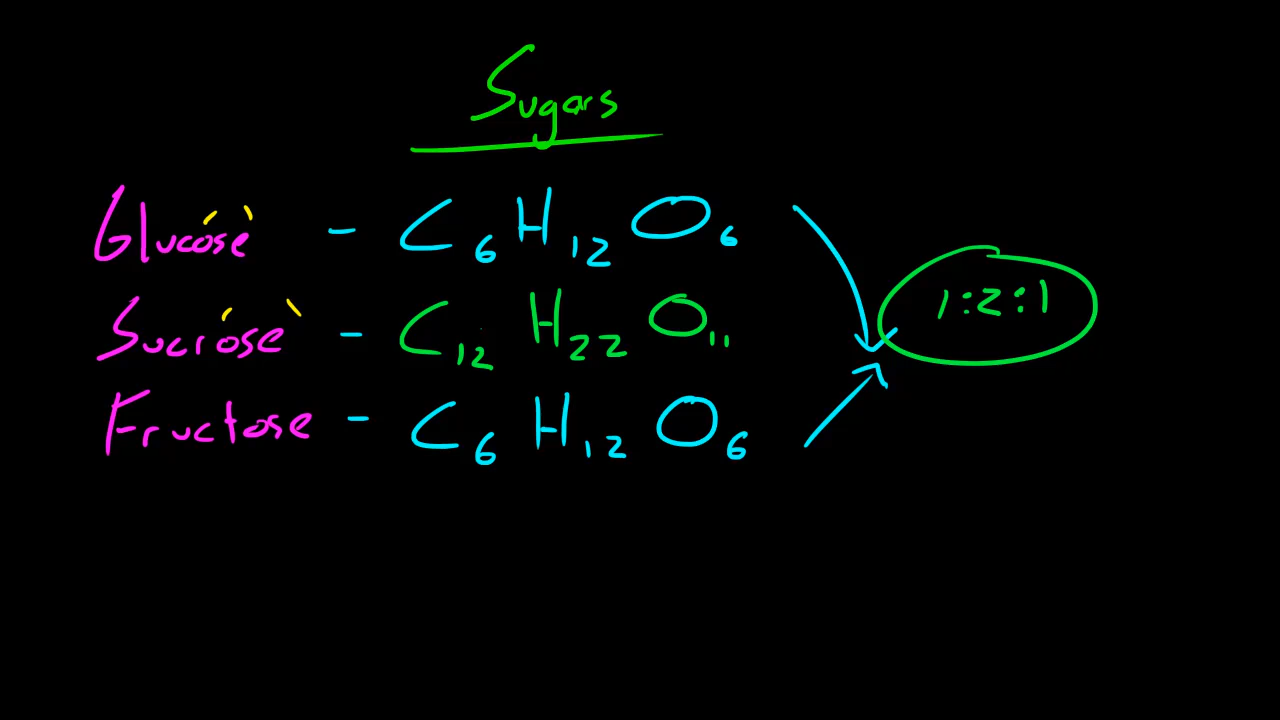 Sugars
Glucose - C6H12O6
Sucrose - C12H22O11
Fructose - C6H12O6
1:2:1